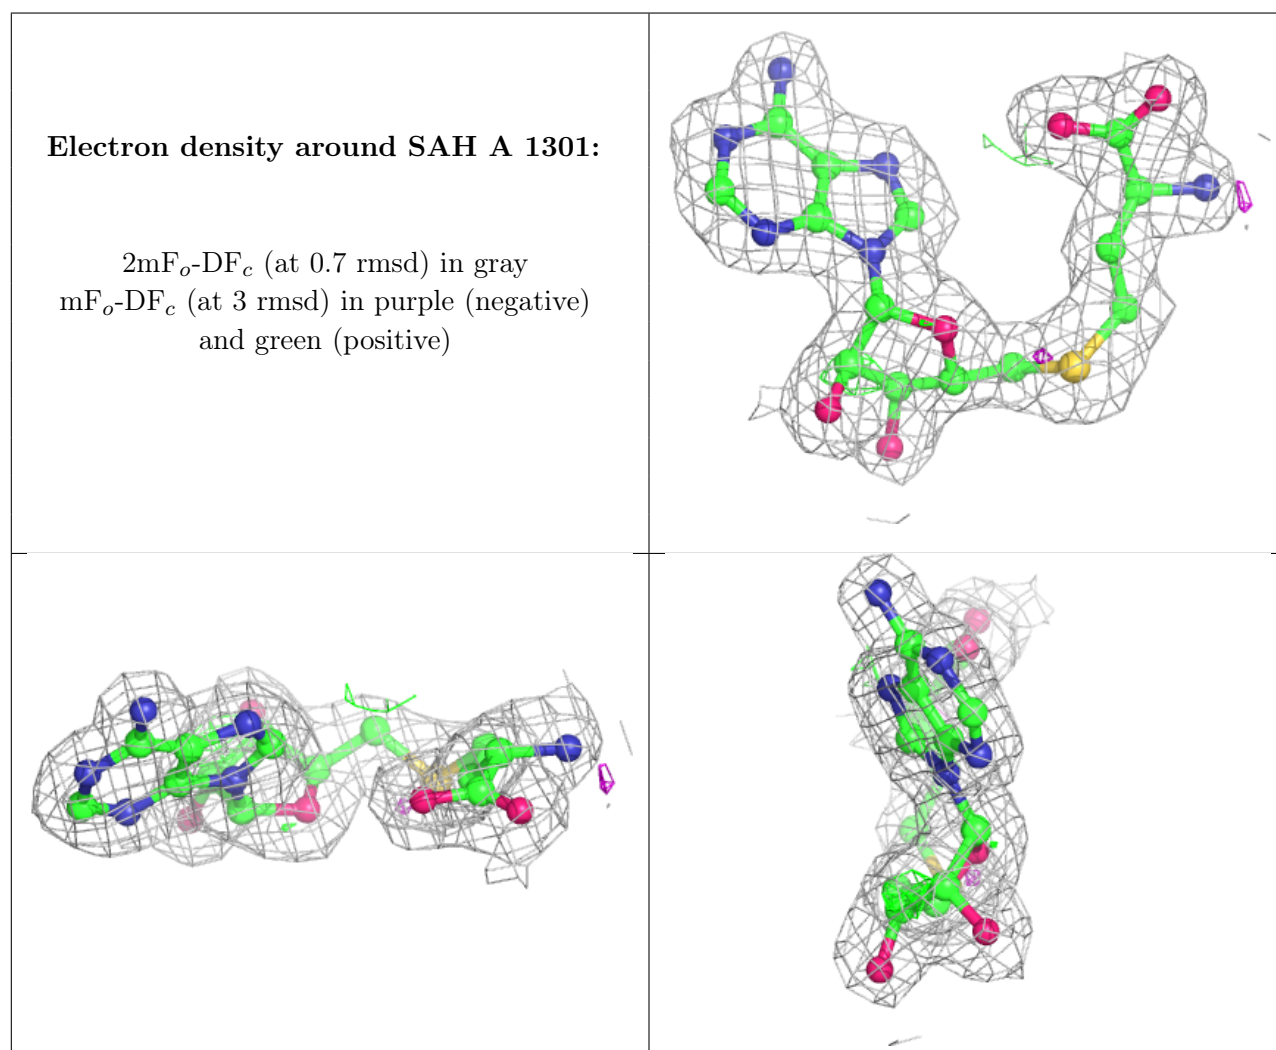 Electron density around SAH A 1301:
2mFₒ-DF𝒸 (at 0.7 rmsd) in gray
mFₒ-DF𝒸 (at 3 rmsd) in purple (negative)
and green (positive)